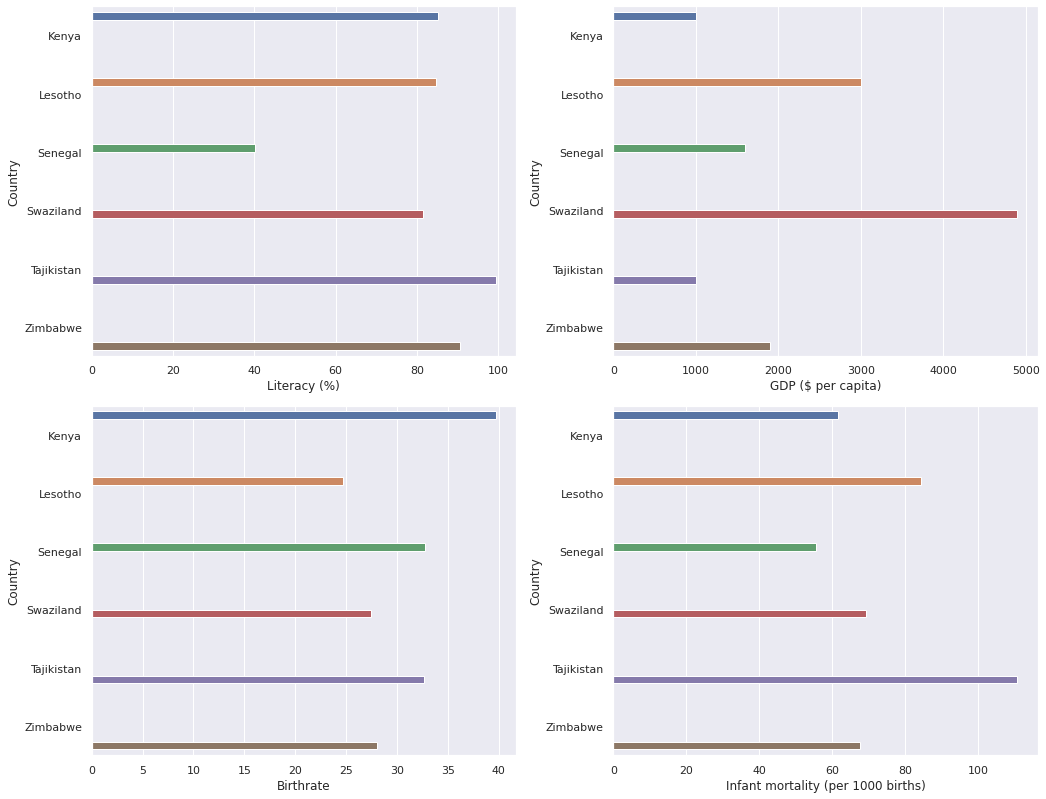 Country
Kenya
Lesotho
Senegal
Swaziland
Tajikistan
Zimbabwe
0 20 40 60 80 100
Literacy (%)
Country
Kenya
Lesotho
Senegal
Swaziland
Tajikistan
Zimbabwe
0 1000 2000 3000 4000 5000
GDP ($ per capita)
Country
Kenya
Lesotho
Senegal
Swaziland
Tajikistan
Zimbabwe
0 5 10 15 20 25 30 35 40
Birthrate
Country
Kenya
Lesotho
Senegal
Swaziland
Tajikistan
Zimbabwe
0 20 40 60 80 100
Infant mortality (per 1000 births)